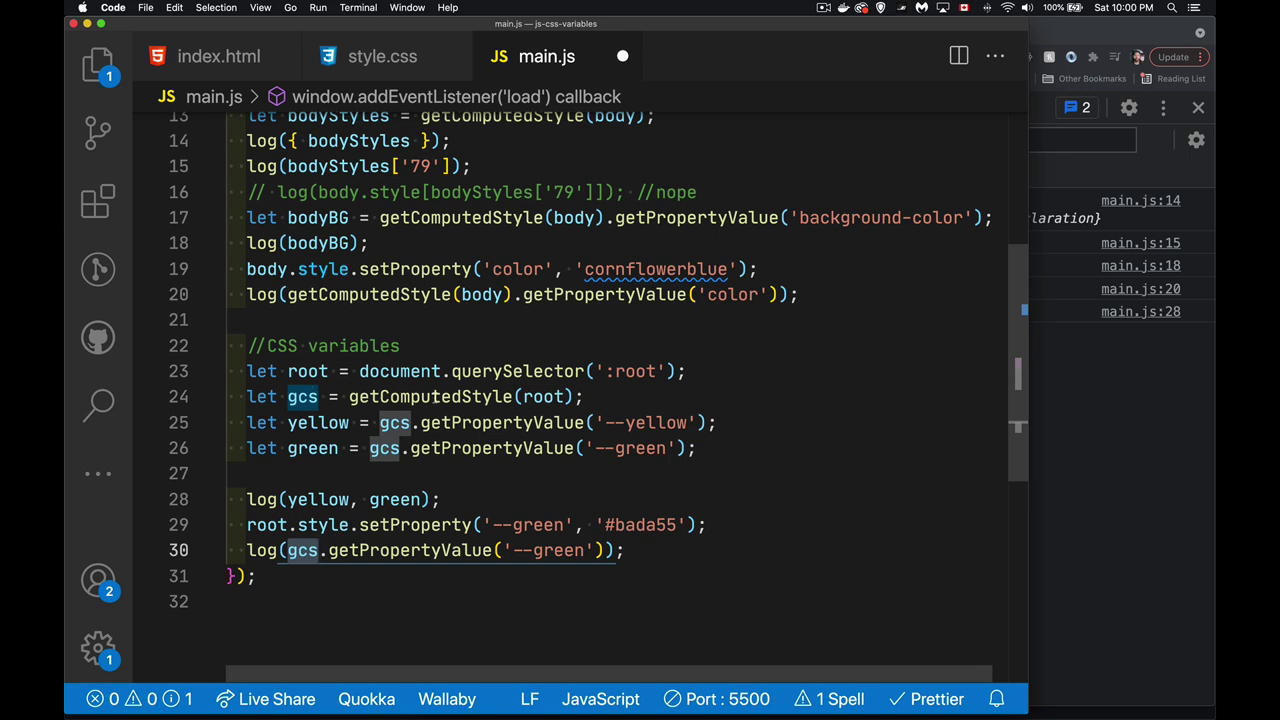 Code File Edit Selection View Go Run Terminal Window Help 100% Sat 10:00 PM
main.js — js-css-variables
index.html style.css JS main.js
Update
JS main.js > window.addEventListener('load') callback
Other Bookmarks Reading List
1
2
13 let bodyStyles = getComputedStyle(body);
14 log({ bodyStyles });
15 log(bodyStyles['79']);
16 // log(body.style[bodyStyles['79']]); //nope
17 let bodyBG = getComputedStyle(body).getPropertyValue('background-color');
18 log(bodyBG);
19 body.style.setProperty('color', 'cornflowerblue');
20 log(getComputedStyle(body).getPropertyValue('color'));
21
22 //CSS variables
23 let root = document.querySelector(':root');
24 let gcs = getComputedStyle(root);
25 let yellow = gcs.getPropertyValue('--yellow');
26 let green = gcs.getPropertyValue('--green');
27
28 log(yellow, green);
29 root.style.setProperty('--green', '#bada55');
30 log(gcs.getPropertyValue('--green'));
31 });
32
main.js:14
laration}
main.js:15
main.js:18
main.js:20
main.js:28
2
1
0 0 1 Live Share Quokka Wallaby LF JavaScript Port : 5500 1 Spell Prettier